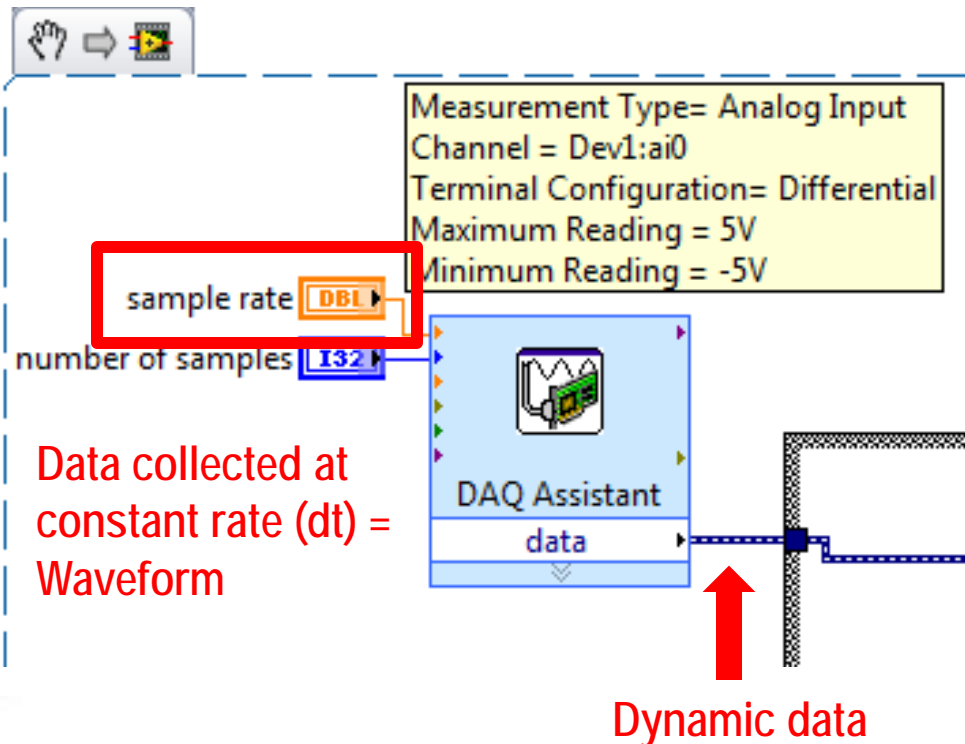 Measurement Type= Analog Input
Channel = Dev1:ai0
Terminal Configuration= Differential
Maximum Reading = 5V
Minimum Reading = -5V
sample rate DBL
number of samples I32
DAQ Assistant
data
Data collected at
constant rate (dt) =
Waveform
Dynamic data